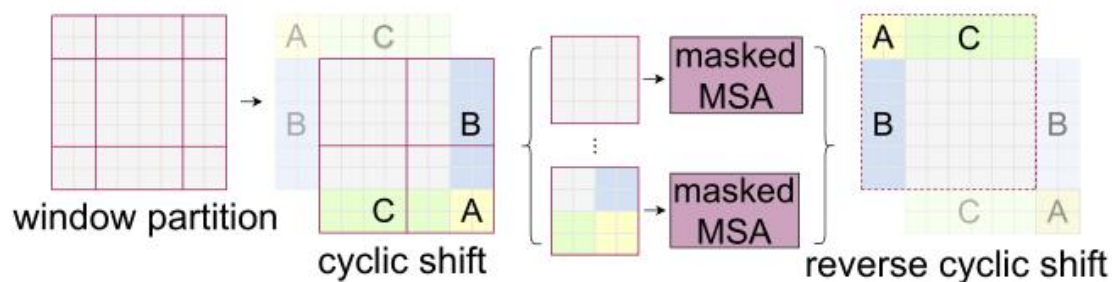 A C
B
B
C A
window partition
cyclic shift
masked
MSA
...
masked
MSA
A C
B B
C A
reverse cyclic shift